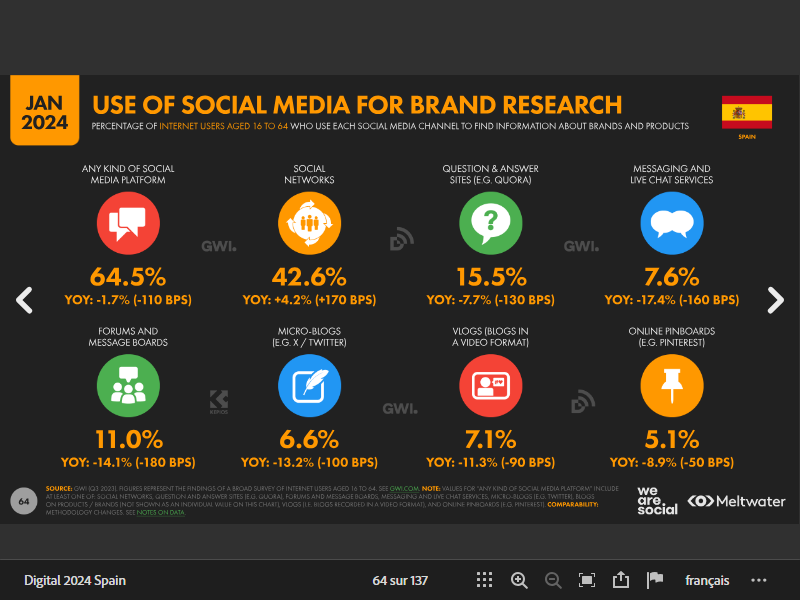 JAN
2024
USE OF SOCIAL MEDIA FOR BRAND RESEARCH
PERCENTAGE OF INTERNET USERS AGED 16 TO 64 WHO USE EACH SOCIAL MEDIA CHANNEL TO FIND INFORMATION ABOUT BRANDS AND PRODUCTS
SPAIN
ANY KIND OF SOCIAL
MEDIA PLATFORM
SOCIAL
NETWORKS
QUESTION & ANSWER
SITES (E.G. QUORA)
MESSAGING AND
LIVE CHAT SERVICES
?
GWI.
GWI.
64.5%
42.6%
15.5%
7.6%
YOY: -1.7% (-110 BPS)
YOY: +4.2% (+170 BPS)
YOY: -7.7% (-130 BPS)
YOY: -17.4% (-160 BPS)
FORUMS AND
MESSAGE BOARDS
MICRO-BLOGS
(E.G. X / TWITTER)
VLOGS (BLOGS IN
A VIDEO FORMAT)
ONLINE PINBOARDS
(E.G. PINTEREST)
KEPIOS
GWI.
11.0%
6.6%
7.1%
5.1%
YOY: -14.1% (-180 BPS)
YOY: -13.2% (-100 BPS)
YOY: -11.3% (-90 BPS)
YOY: -8.9% (-50 BPS)
64
SOURCE: GWI (Q3 2023). FIGURES REPRESENT THE FINDINGS OF A BROAD SURVEY OF INTERNET USERS AGED 16 TO 64. SEE GWI.COM. NOTE: VALUES FOR "ANY KIND OF SOCIAL MEDIA PLATFORM" INCLUDE
AT LEAST ONE OF: SOCIAL NETWORKS, QUESTION AND ANSWER SITES (E.G. QUORA), FORUMS AND MESSAGE BOARDS, MESSAGING AND LIVE CHAT SERVICES, MICRO-BLOGS (E.G. TWITTER), BLOGS
ON PRODUCTS / BRANDS (NOT SHOWN AS AN INDIVIDUAL VALUE ON THIS CHART), VLOGS (I.E. BLOGS RECORDED IN A VIDEO FORMAT), AND ONLINE PINBOARDS (E.G. PINTEREST). COMPARABILITY:
METHODOLOGY CHANGES. SEE NOTES ON DATA.
we
are.
social
Meltwater
Digital 2024 Spain
64 sur 137
français